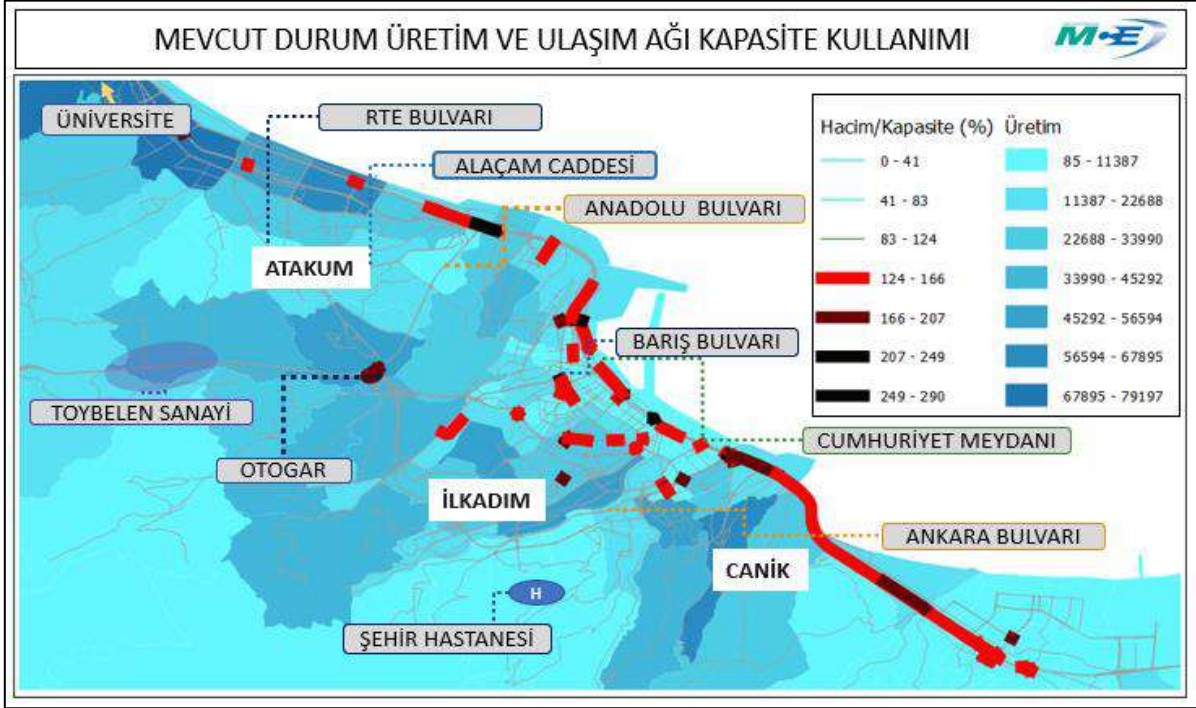 MEVCUT DURUM ÜRETİM VE ULAŞIM AĞI KAPASİTE KULLANIMI
ÜNİVERSİTE
RTE BULVARI
ALAÇAM CADDESİ
ANADOLU BULVARI
ATAKUM
BARIŞ BULVARI
TOYBELEN SANAYİ
CUMHURİYET MEYDANI
OTOGAR
İLKADIM
ANKARA BULVARI
CANİK
H
ŞEHİR HASTANESİ
Hacim/Kapasite (%) Üretim
0 - 41 85 - 11387
41 - 83 11387 - 22688
83 - 124 22688 - 33990
124 - 166 33990 - 45292
166 - 207 45292 - 56594
207 - 249 56594 - 67895
249 - 290 67895 - 79197